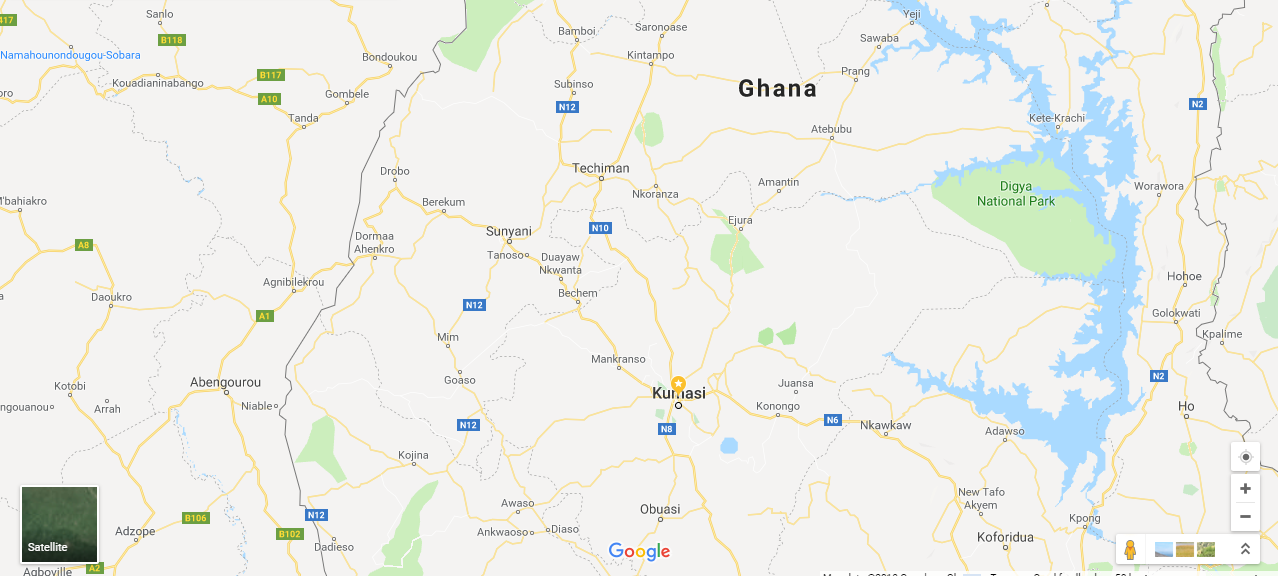 417
Sanlo
B118
Namahounondougou-Sobara
Kouadianinabango
B117
A10
Gombele
Tanda
Bondoukou
Bamboi
Saronoase
Kintampo
Subinso
N12
Ghana
Yeji
Sawaba
Prang
N2
Kete-Krachi
Atebubu
Techiman
Drobo
Nkoranza
Amantin
Digya
National Park
Worawora
M'bahiakro
Berekum
Ejura
Sunyani
N10
Dormaa
Ahenkro
A8
Tanoso
Duayaw
Nkwanta
Hohoe
Agnibilekrou
Bechem
Daoukro
N12
A1
Golokwati
Mim
Kpalime
Mankranso
Goaso
N2
Kotobi
Abengourou
Juansa
Kumasi
ngouanou
Arrah
Niable
Konongo
Ho
N12
N8
N6
Nkawkaw
Adawso
Kojina
New Tafo
Akyem
Awaso
Obuasi
N12
B106
Kpong
Adzope
B102
Ankwaoso
Diaso
Koforidua
Satellite
Dadieso
Google
A2
Agboville